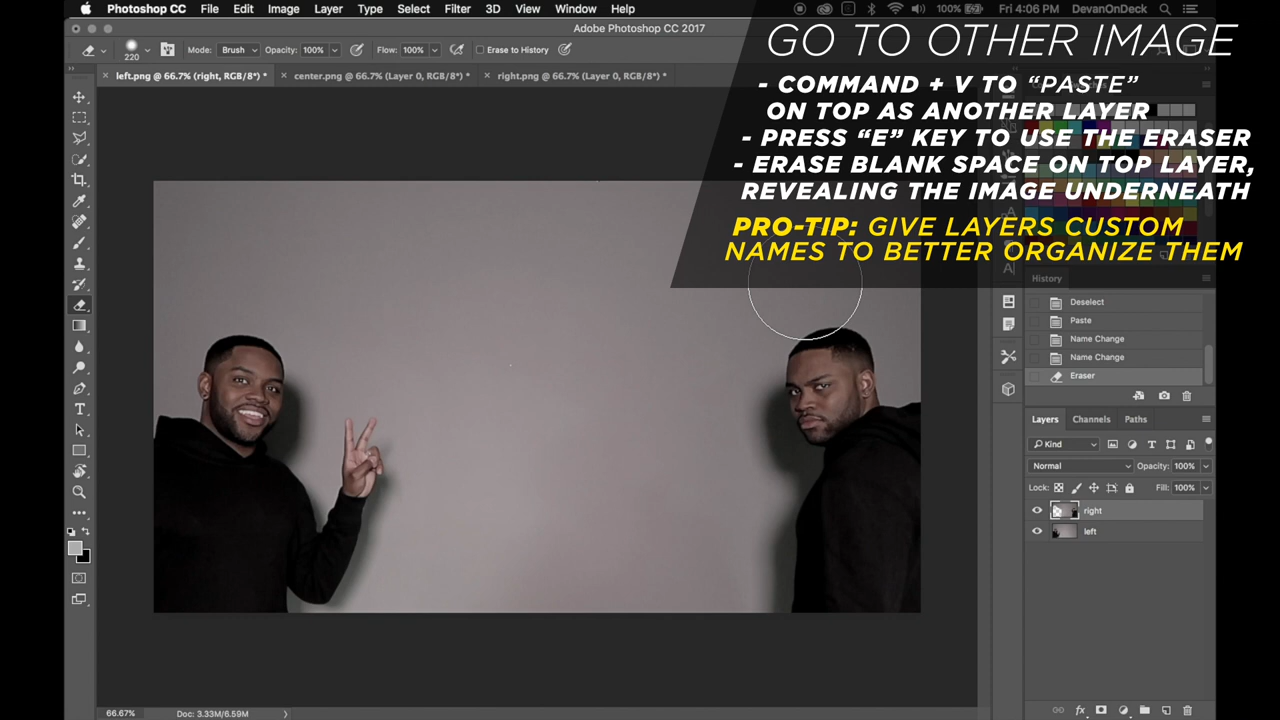 Photoshop CC File Edit Image Layer Type Select Filter 3D View Window Help 100% Fri 4:06 PM DevanOnDeck
Adobe Photoshop CC 2017
220 Mode: Brush Opacity: 100% Flow: 100% Erase to History
left.png @ 66.7% (right, RGB/8*) * center.png @ 66.7% (Layer 0, RGB/8*) * right.png @ 66.7% (Layer 0, RGB/8*) *
GO TO OTHER IMAGE
- COMMAND + V TO “PASTE”
ON TOP AS ANOTHER LAYER
- PRESS “E” KEY TO USE THE ERASER
- ERASE BLANK SPACE ON TOP LAYER,
REVEALING THE IMAGE UNDERNEATH
PRO-TIP: GIVE LAYERS CUSTOM
NAMES TO BETTER ORGANIZE THEM
History
Deselect
Paste
Name Change
Name Change
Eraser
Layers Channels Paths
Kind
Normal Opacity: 100%
Lock: Fill: 100%
right
left
66.67% Doc: 3.33M/6.59M